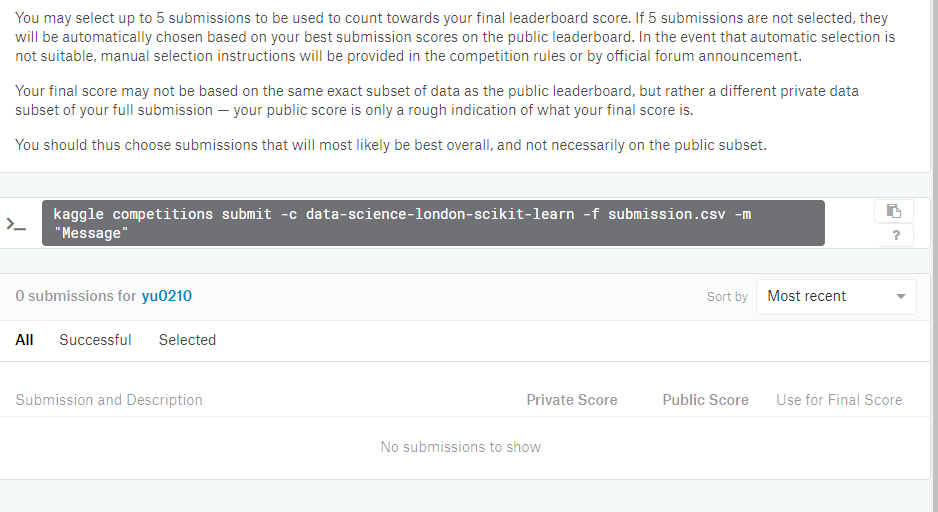 You may select up to 5 submissions to be used to count towards your final leaderboard score. If 5 submissions are not selected, they
will be automatically chosen based on your best submission scores on the public leaderboard. In the event that automatic selection is
not suitable, manual selection instructions will be provided in the competition rules or by official forum announcement.
Your final score may not be based on the same exact subset of data as the public leaderboard, but rather a different private data
subset of your full submission — your public score is only a rough indication of what your final score is.
You should thus choose submissions that will most likely be best overall, and not necessarily on the public subset.
kaggle competitions submit -c data-science-london-scikit-learn -f submission.csv -m
"Message"
?
0 submissions for yu0210
Sort by Most recent
All Successful Selected
Submission and Description Private Score Public Score Use for Final Score
No submissions to show